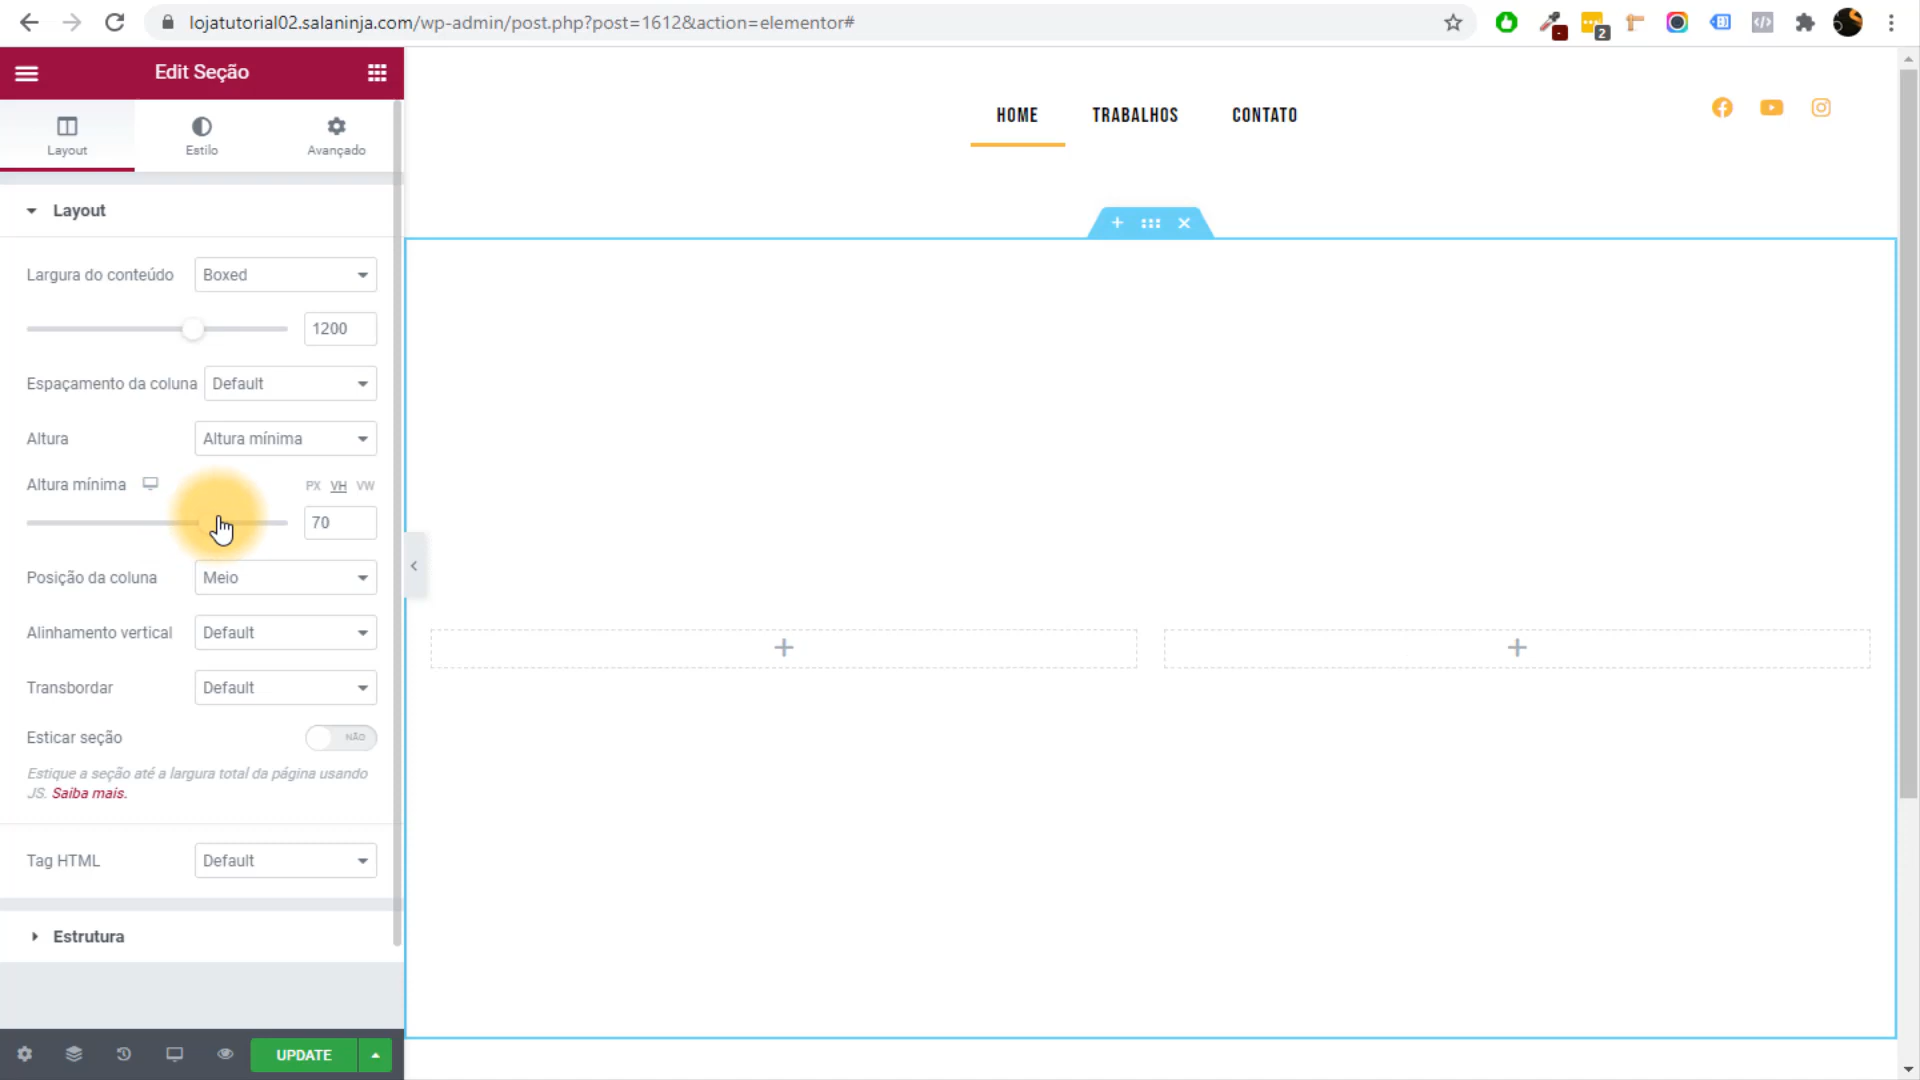 lojatutorial02.salaninja.com/wp-admin/post.php?post=1612&action=elementor#
2
Edit Seção
Layout
Estilo
Avançado
HOME
TRABALHOS
CONTATO
Layout
Largura do conteúdo
Boxed
1200
Espaçamento da coluna
Default
Altura
Altura mínima
Altura mínima
PX VH VW
70
Posição da coluna
Meio
Alinhamento vertical
Default
Transbordar
Default
Esticar seção
NÃO
Estique a seção até a largura total da página usando
JS. Saiba mais.
Tag HTML
Default
Estrutura
UPDATE